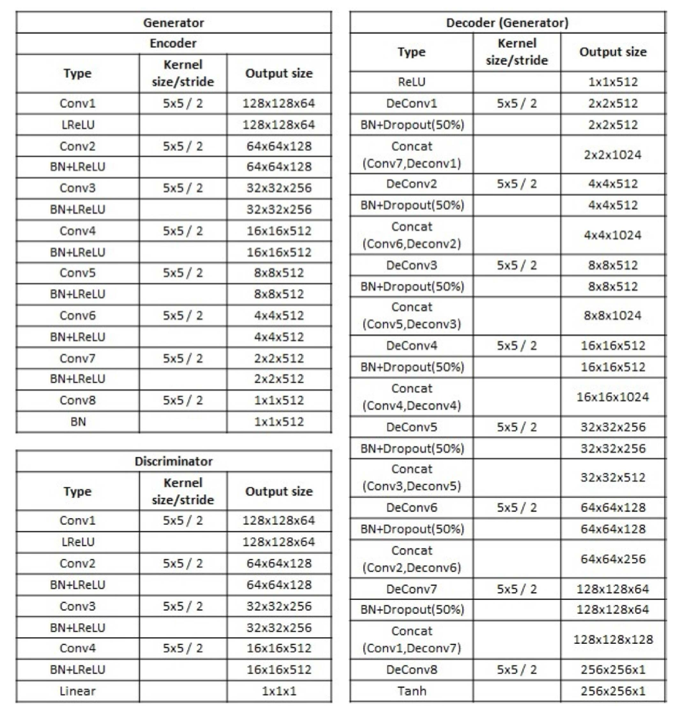 Generator
Encoder
Type Kernel size/stride Output size
Conv1 5x5 / 2 128x128x64
LReLU 128x128x64
Conv2 5x5 / 2 64x64x128
BN+LReLU 64x64x128
Conv3 5x5 / 2 32x32x256
BN+LReLU 32x32x256
Conv4 5x5 / 2 16x16x512
BN+LReLU 16x16x512
Conv5 5x5 / 2 8x8x512
BN+LReLU 8x8x512
Conv6 5x5 / 2 4x4x512
BN+LReLU 4x4x512
Conv7 5x5 / 2 2x2x512
BN+LReLU 2x2x512
Conv8 5x5 / 2 1x1x512
BN 1x1x512
Discriminator
Type Kernel size/stride Output size
Conv1 5x5 / 2 128x128x64
LReLU 128x128x64
Conv2 5x5 / 2 64x64x128
BN+LReLU 64x64x128
Conv3 5x5 / 2 32x32x256
BN+LReLU 32x32x256
Conv4 5x5 / 2 16x16x512
BN+LReLU 16x16x512
Linear 1x1x1
Decoder (Generator)
Type Kernel size/stride Output size
ReLU 1x1x512
DeConv1 5x5 / 2 2x2x512
BN+Dropout(50%) 2x2x512
Concat (Conv7,Deconv1) 2x2x1024
DeConv2 5x5 / 2 4x4x512
BN+Dropout(50%) 4x4x512
Concat (Conv6,Deconv2) 4x4x1024
DeConv3 5x5 / 2 8x8x512
BN+Dropout(50%) 8x8x512
Concat (Conv5,Deconv3) 8x8x1024
DeConv4 5x5 / 2 16x16x512
BN+Dropout(50%) 16x16x512
Concat (Conv4,Deconv4) 16x16x1024
DeConv5 5x5 / 2 32x32x256
BN+Dropout(50%) 32x32x256
Concat (Conv3,Deconv5) 32x32x512
DeConv6 5x5 / 2 64x64x128
BN+Dropout(50%) 64x64x128
Concat (Conv2,Deconv6) 64x64x256
DeConv7 5x5 / 2 128x128x64
BN+Dropout(50%) 128x128x64
Concat (Conv1,Deconv7) 128x128x128
DeConv8 5x5 / 2 256x256x1
Tanh 256x256x1